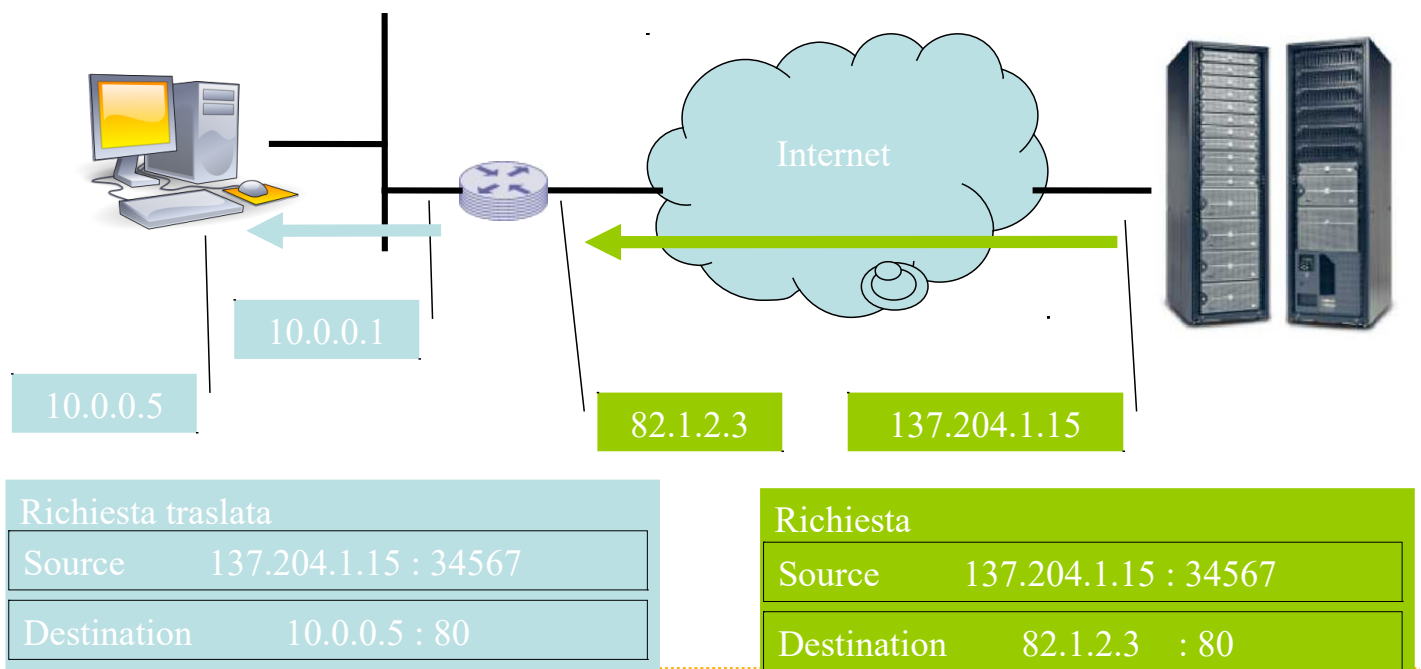 Internet
10.0.0.1
10.0.0.5
82.1.2.3
137.204.1.15
Richiesta traslata
Source 137.204.1.15 : 34567
Destination 10.0.0.5 : 80
Richiesta
Source 137.204.1.15 : 34567
Destination 82.1.2.3 : 80